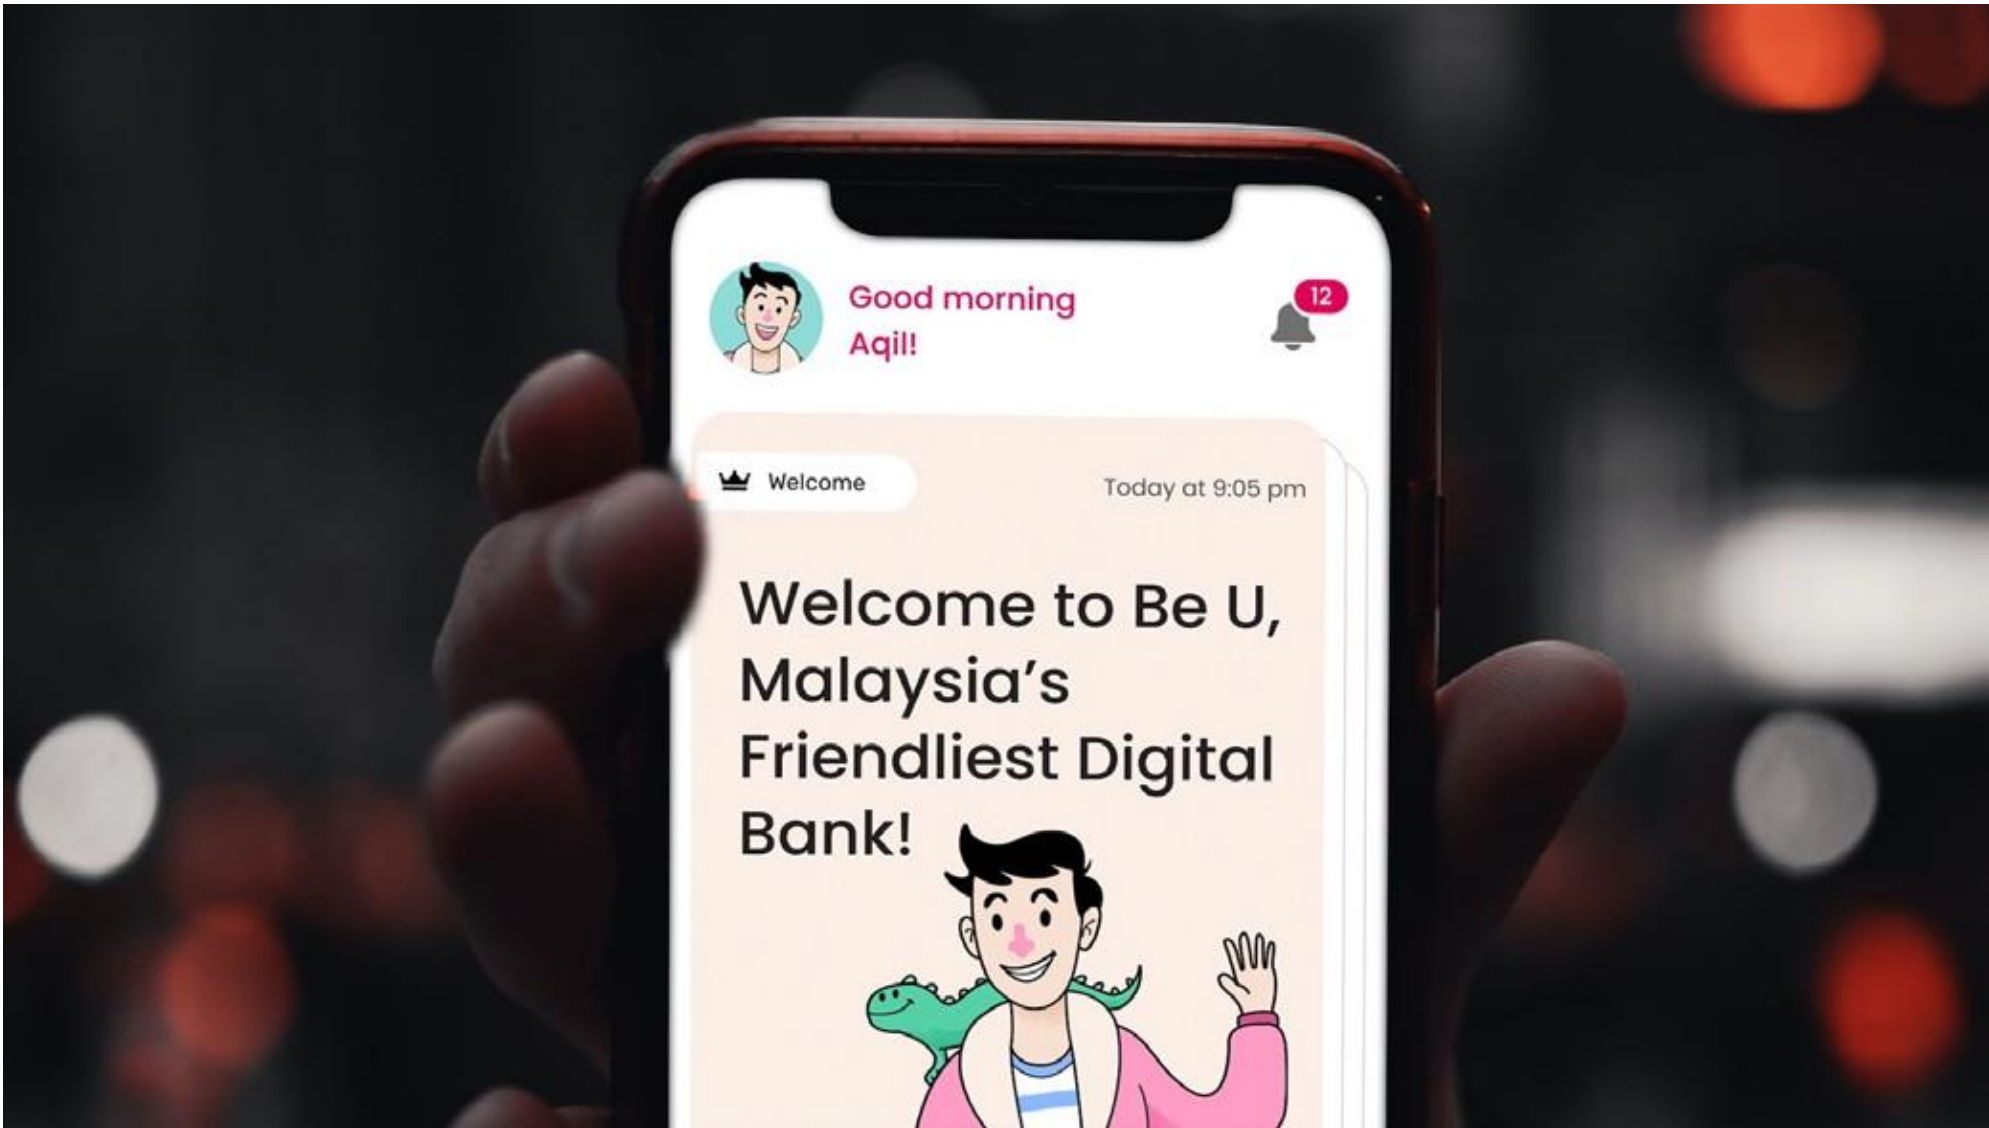 Good morning
Aqil!
12
Welcome
Today at 9:05 pm
Welcome to Be U,
Malaysia’s
Friendliest Digital
Bank!